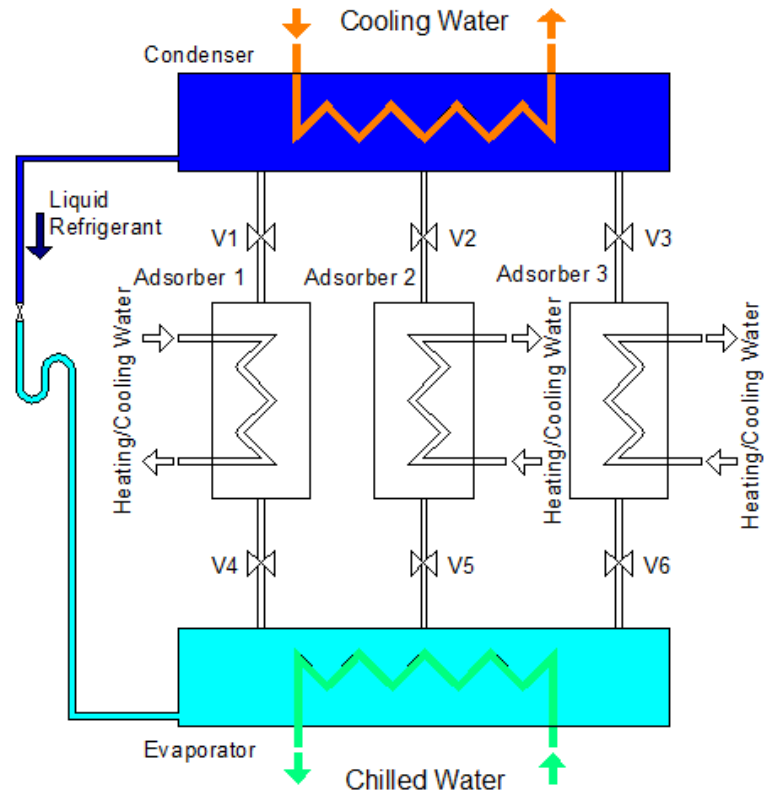 Cooling Water
Condenser
Liquid
Refrigerant
V1
V2
V3
Adsorber 1
Adsorber 2
Adsorber 3
Heating/Cooling Water
Heating/Cooling Water
Heating/Cooling Water
V4
V5
V6
Evaporator
Chilled Water